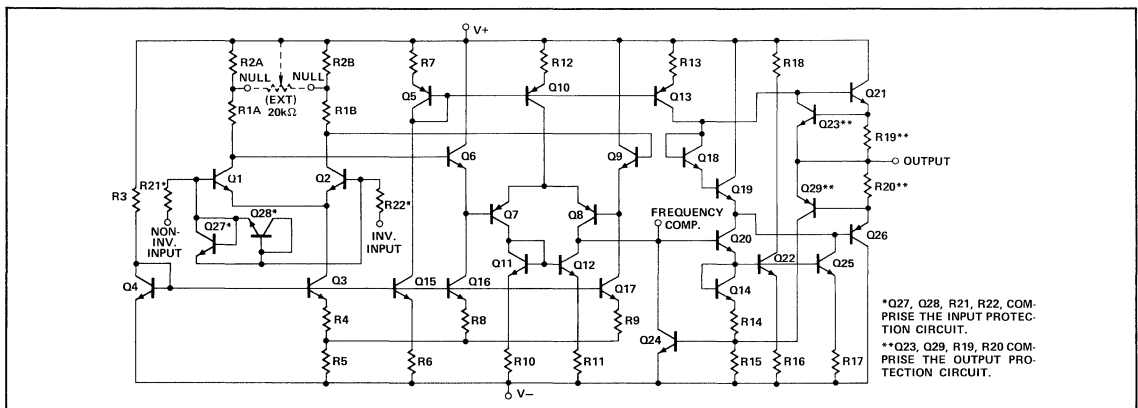 V+
R2A
R2B
R7
R12
R13
R18
NULL
NULL
(EXT)
20kΩ
Q5
Q10
Q13
Q21
Q23**
R1A
R1B
R19**
Q6
Q9
Q18
OUTPUT
R3
Q1
Q2
Q19
Q29**
R20**
R21*
R22*
Q7
Q8
FREQUENCY
COMP.
Q28*
Q27*
Q26
NON-
INV.
INPUT
INV.
INPUT
Q20
Q11
Q12
Q22
Q25
Q4
Q3
Q15
Q16
Q17
Q14
R4
R8
R9
R14
Q24
R5
R6
R10
R11
R15
R16
R17
V−
*Q27, Q28, R21, R22, COM-
PRISE THE INPUT PROTEC-
TION CIRCUIT.
**Q23, Q29, R19, R20 COM-
PRISE THE OUTPUT PRO-
TECTION CIRCUIT.